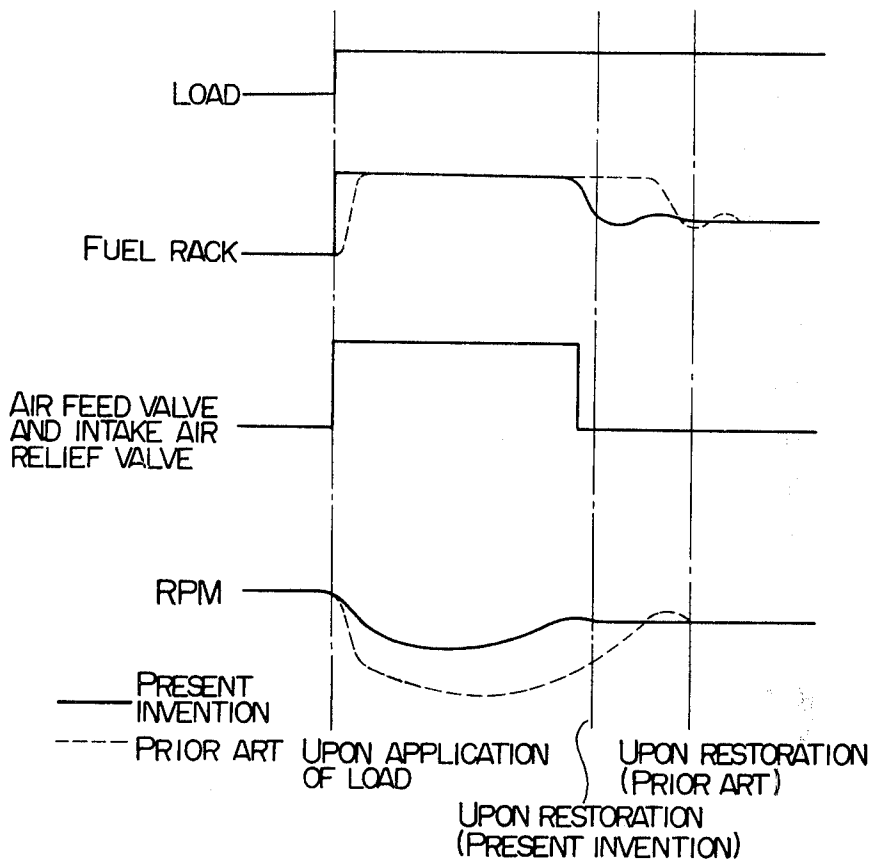 LOAD
FUEL RACK
AIR FEED VALVE
AND INTAKE AIR
RELIEF VALVE
RPM
PRESENT
INVENTION
PRIOR ART
UPON APPLICATION
OF LOAD
UPON RESTORATION
(PRIOR ART)
UPON RESTORATION
(PRESENT INVENTION)